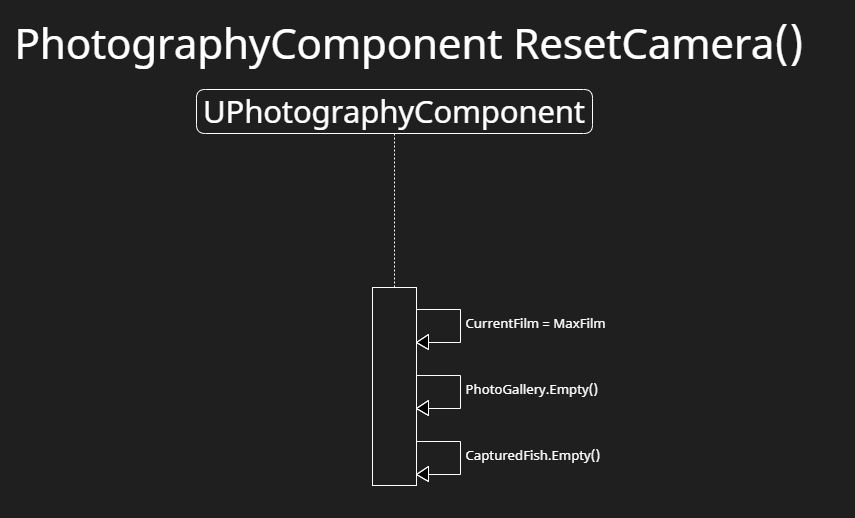 PhotographyComponent ResetCamera()
UPhotographyComponent
CurrentFilm = MaxFilm
PhotoGallery.Empty()
CapturedFish.Empty()